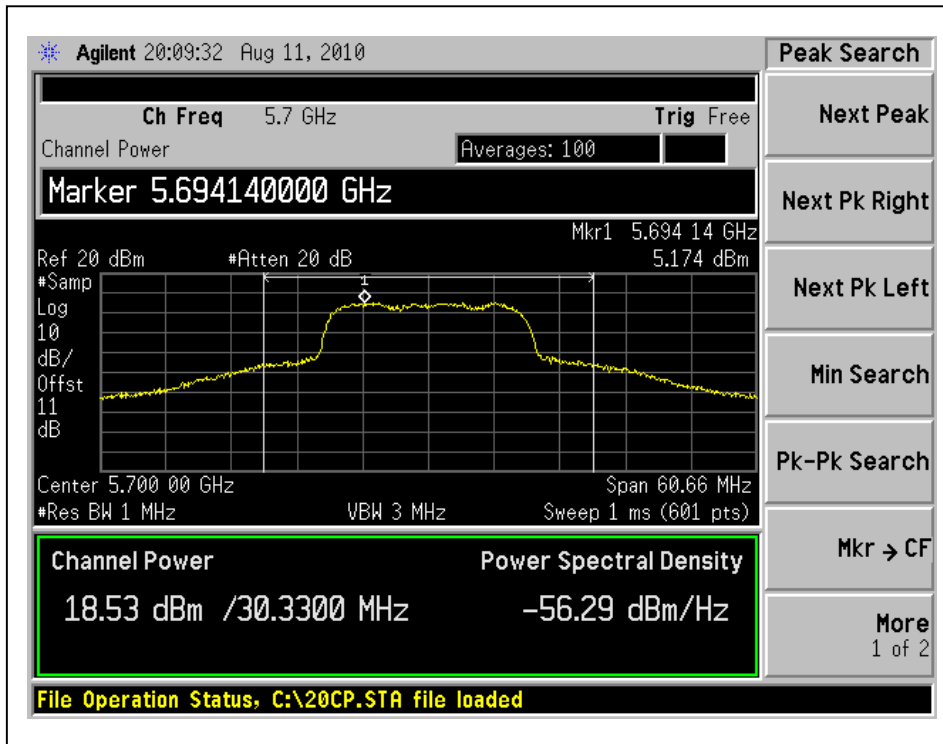 Agilent 20:09:32 Aug 11, 2010
Peak Search
Ch Freq 5.7 GHz Trig Free
Channel Power Averages: 100
Marker 5.694140000 GHz
Mkr1 5.694 14 GHz
Ref 20 dBm #Atten 20 dB 5.174 dBm
#Samp
Log
10
dB/
Offst
11
dB
1
Center 5.700 00 GHz Span 60.66 MHz
#Res BW 1 MHz VBW 3 MHz Sweep 1 ms (601 pts)
Channel Power Power Spectral Density
18.53 dBm /30.3300 MHz -56.29 dBm/Hz
File Operation Status, C:\20CP.STA file loaded
Next Peak
Next Pk Right
Next Pk Left
Min Search
Pk-Pk Search
Mkr → CF
More
1 of 2